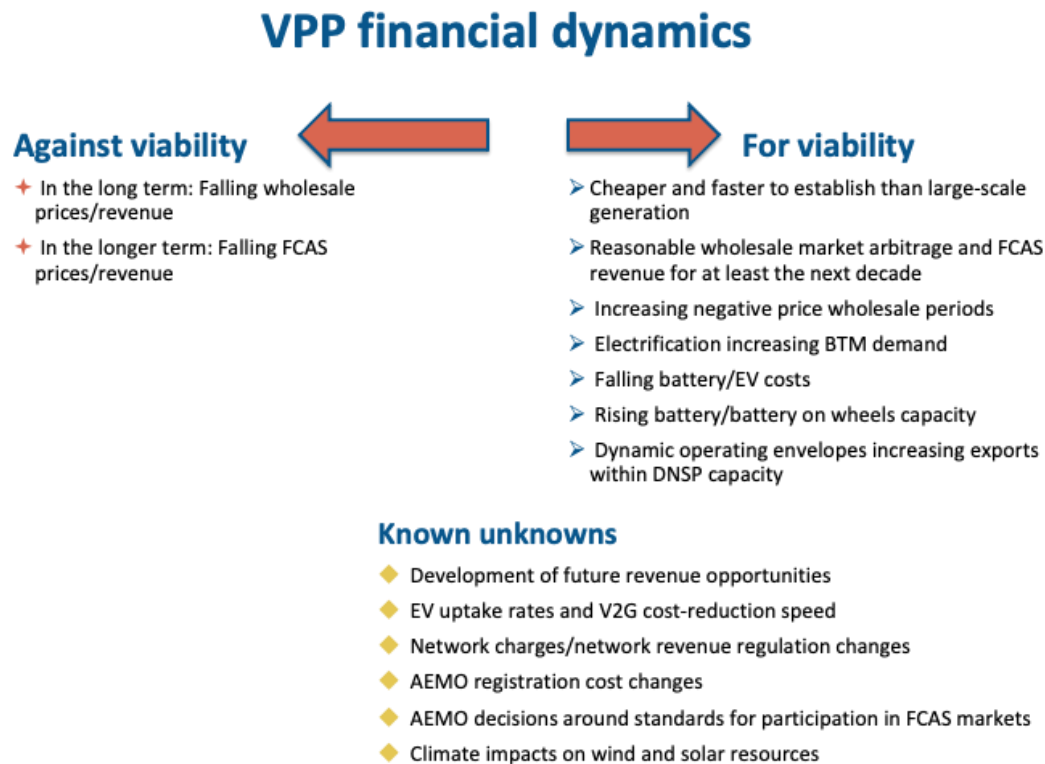 VPP financial dynamics
Against viability
In the long term: Falling wholesale
prices/revenue
In the longer term: Falling FCAS
prices/revenue
For viability
Cheaper and faster to establish than large-scale
generation
Reasonable wholesale market arbitrage and FCAS
revenue for at least the next decade
Increasing negative price wholesale periods
Electrification increasing BTM demand
Falling battery/EV costs
Rising battery/battery on wheels capacity
Dynamic operating envelopes increasing exports
within DNSP capacity
Known unknowns
Development of future revenue opportunities
EV uptake rates and V2G cost-reduction speed
Network charges/network revenue regulation changes
AEMO registration cost changes
AEMO decisions around standards for participation in FCAS markets
Climate impacts on wind and solar resources